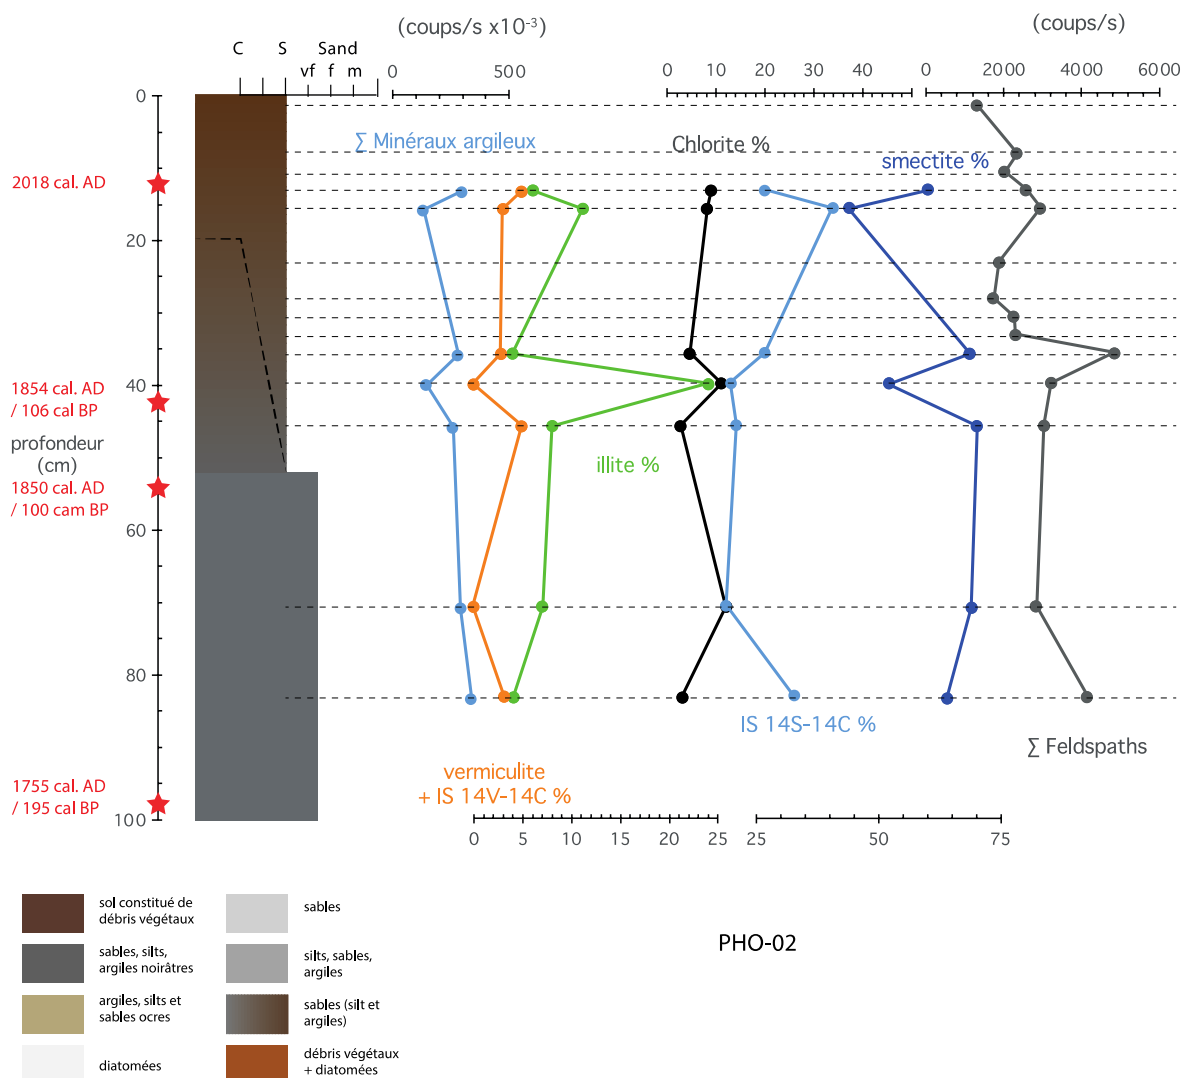 (coups/s x10⁻³)
(coups/s)
C S Sand
vf f m
0 500
0 10 20 30 40
0 2000 4000 6000
0
∑ Minéraux argileux
Chlorite %
smectite %
2018 cal. AD
20
1854 cal. AD
/ 106 cal BP
40
profondeur
(cm)
illite %
1850 cal. AD
/ 100 cam BP
60
80
IS 14S-14C %
∑ Feldspaths
vermiculite
+ IS 14V-14C %
1755 cal. AD
/ 195 cal BP
100
0 5 10 15 20 25
25 50 75
sol constitué de
débris végétaux
sables
sables, silts,
argiles noirâtres
silts, sables,
argiles
argiles, silts et
sables ocres
sables (silt et
argiles)
diatomées
débris végétaux
+ diatomées
PHO-02